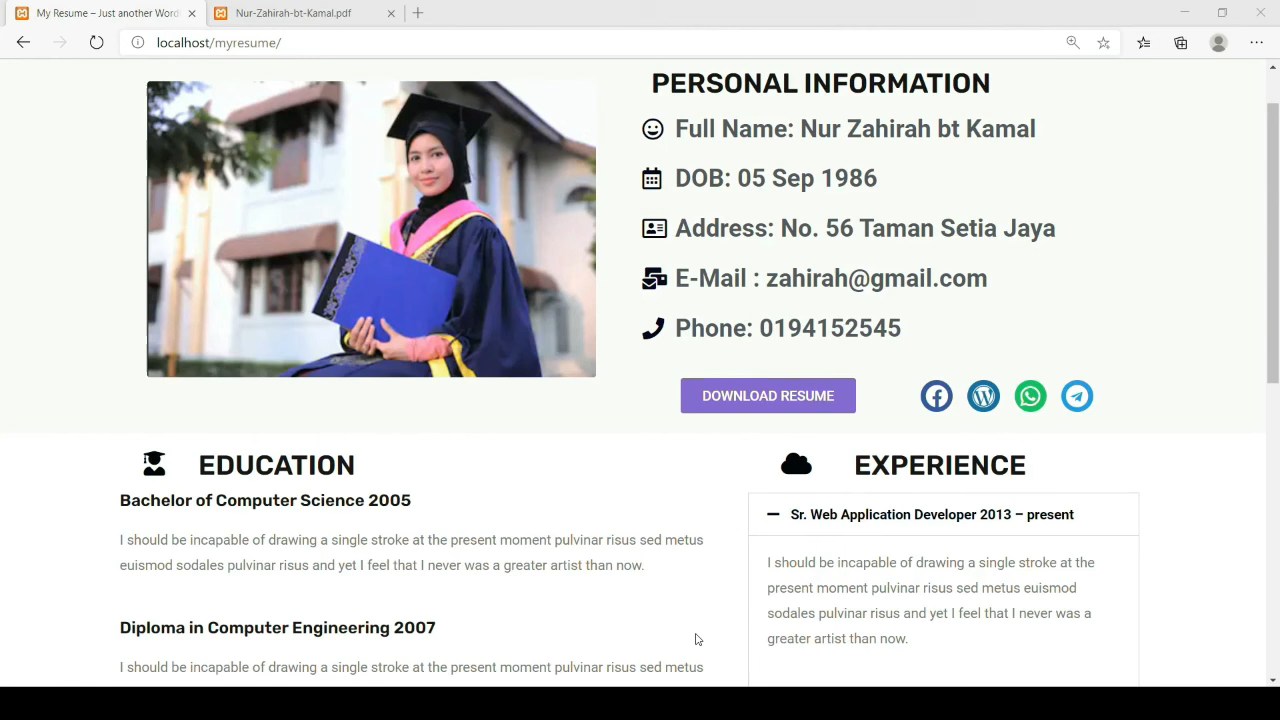 My Resume – Just another Word
Nur-Zahirah-bt-Kamal.pdf
localhost/myresume/
PERSONAL INFORMATION
Full Name: Nur Zahirah bt Kamal
DOB: 05 Sep 1986
Address: No. 56 Taman Setia Jaya
E-Mail : zahirah@gmail.com
Phone: 0194152545
DOWNLOAD RESUME
EDUCATION
Bachelor of Computer Science 2005
I should be incapable of drawing a single stroke at the present moment pulvinar risus sed metus
euismod sodales pulvinar risus and yet I feel that I never was a greater artist than now.
Diploma in Computer Engineering 2007
I should be incapable of drawing a single stroke at the present moment pulvinar risus sed metus
EXPERIENCE
Sr. Web Application Developer 2013 – present
I should be incapable of drawing a single stroke at the
present moment pulvinar risus sed metus euismod
sodales pulvinar risus and yet I feel that I never was a
greater artist than now.